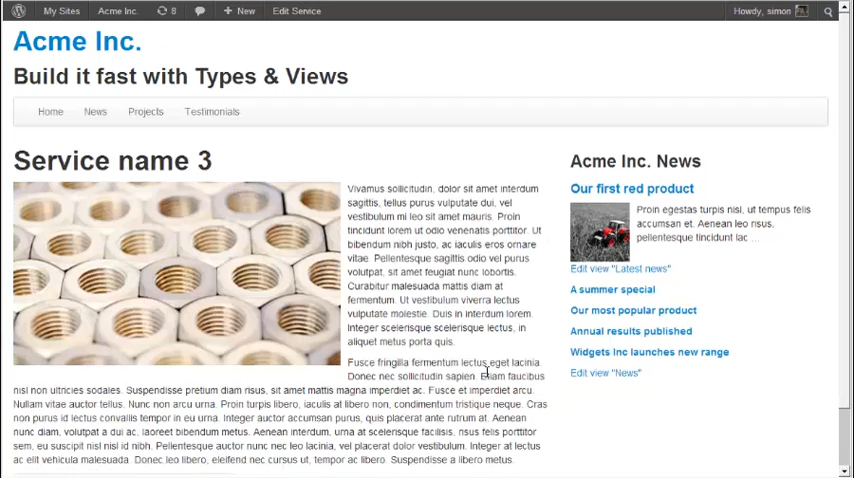 My Sites Acme Inc. 8 New Edit Service Howdy, simon
Acme Inc.
Build it fast with Types & Views
Home News Projects Testimonials
Service name 3
Vivamus sollicitudin, dolor sit amet interdum
sagittis, tellus purus vulputate dui, vel
vestibulum mi leo sit amet mauris. Proin
tincidunt lorem ut odio venenatis porttitor. Ut
bibendum nibh justo, ac iaculis eros ornare
vitae. Pellentesque sagittis odio vel purus
volutpat, sit amet feugiat nunc lobortis.
Curabitur malesuada mattis diam at
fermentum. Ut vestibulum viverra lectus
vulputate molestie. Duis in interdum lorem.
Integer scelerisque scelerisque lectus, in
aliquet metus porta quis.
Fusce fringilla fermentum lectus eget lacinia.
Donec nec sollicitudin sapien. Etiam faucibus
nisl non ultricies sodales. Suspendisse pretium diam risus, sit amet mattis magna imperdiet ac. Fusce et imperdiet arcu.
Nullam vitae auctor tellus. Nunc non arcu urna. Proin turpis libero, iaculis at libero non, condimentum tristique neque. Cras
non purus id lectus convallis tempor in eu urna. Integer auctor accumsan purus, quis placerat ante rutrum at. Aenean
nunc diam, volutpat a dui ac, laoreet bibendum metus. Aenean interdum, urna at scelerisque facilisis, risus felis porttitor
sem, eu suscipit nisl nisl id nibh. Pellentesque auctor nunc nec leo lacinia, vel placerat dolor vestibulum. Integer at lectus
ac elit vehicula malesuada. Donec leo libero, eleifend nec cursus ut, tempor ac libero. Suspendisse a libero metus.
Acme Inc. News
Our first red product
Proin egestas turpis nisl, ut tempus felis
accumsan et. Aenean leo risus,
pellentesque tincidunt lac ...
Edit view "Latest news"
A summer special
Our most popular product
Annual results published
Widgets Inc launches new range
Edit view "News"